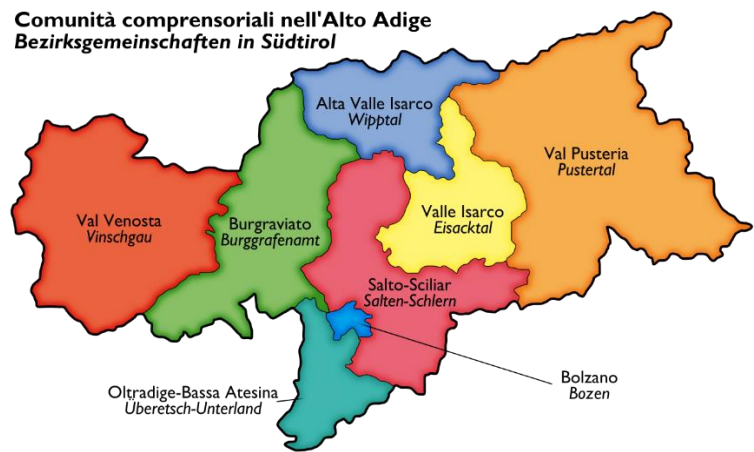 Comunità comprensoriali nell'Alto Adige
Bezirksgemeinschaften in Südtirol
Alta Valle Isarco
Wipptal
Val Pusteria
Pustertal
Val Venosta
Vinschgau
Burgraviato
Burggrafenamt
Valle Isarco
Eisacktal
Salto-Sciliar
Salten-Schlern
Bolzano
Bozen
Oltradige-Bassa Atesina
Überetsch-Unterland